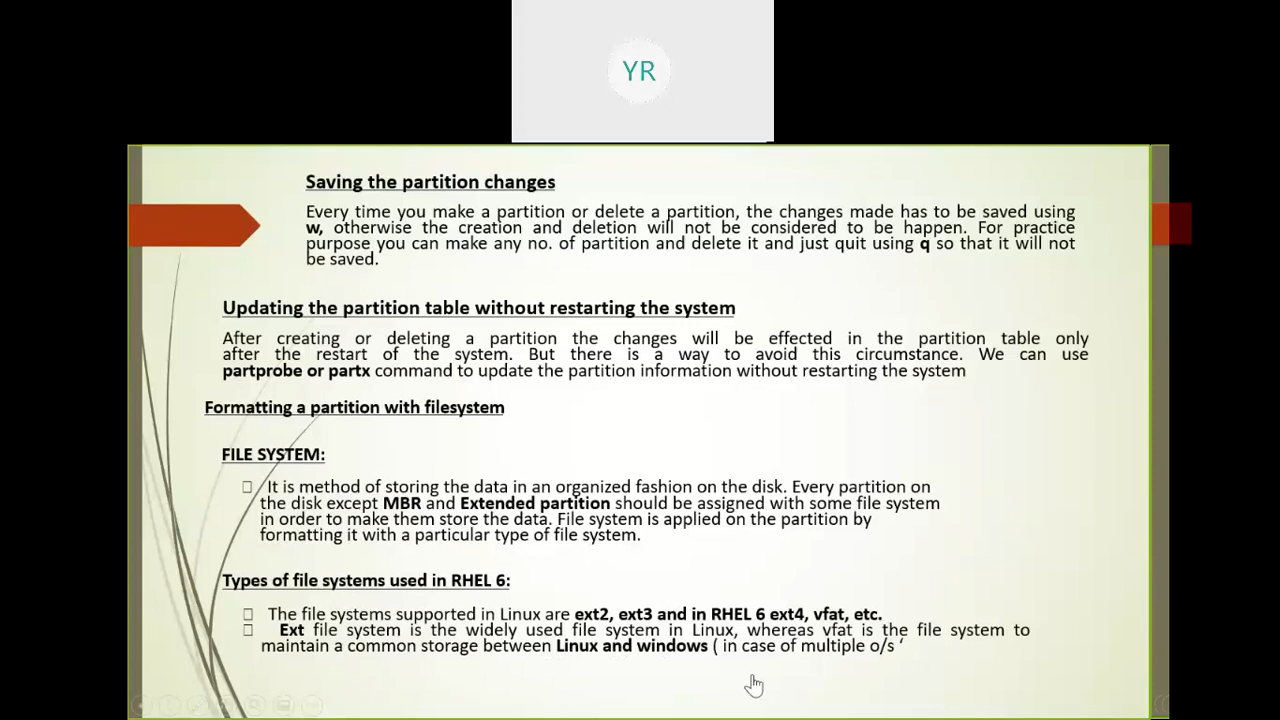 YR
Saving the partition changes
Every time you make a partition or delete a partition, the changes made has to be saved using
w, otherwise the creation and deletion will not be considered to be happen. For practice
purpose you can make any no. of partition and delete it and just quit using q so that it will not
be saved.
Updating the partition table without restarting the system
After creating or deleting a partition the changes will be effected in the partition table only
after the restart of the system. But there is a way to avoid this circumstance. We can use
partprobe or partx command to update the partition information without restarting the system
Formatting a partition with filesystem
FILE SYSTEM:
It is method of storing the data in an organized fashion on the disk. Every partition on
the disk except MBR and Extended partition should be assigned with some file system
in order to make them store the data. File system is applied on the partition by
formatting it with a particular type of file system.
Types of file systems used in RHEL 6:
The file systems supported in Linux are ext2, ext3 and in RHEL 6 ext4, vfat, etc.
Ext file system is the widely used file system in Linux, whereas vfat is the file system to
maintain a common storage between Linux and windows ( in case of multiple o/s ‘